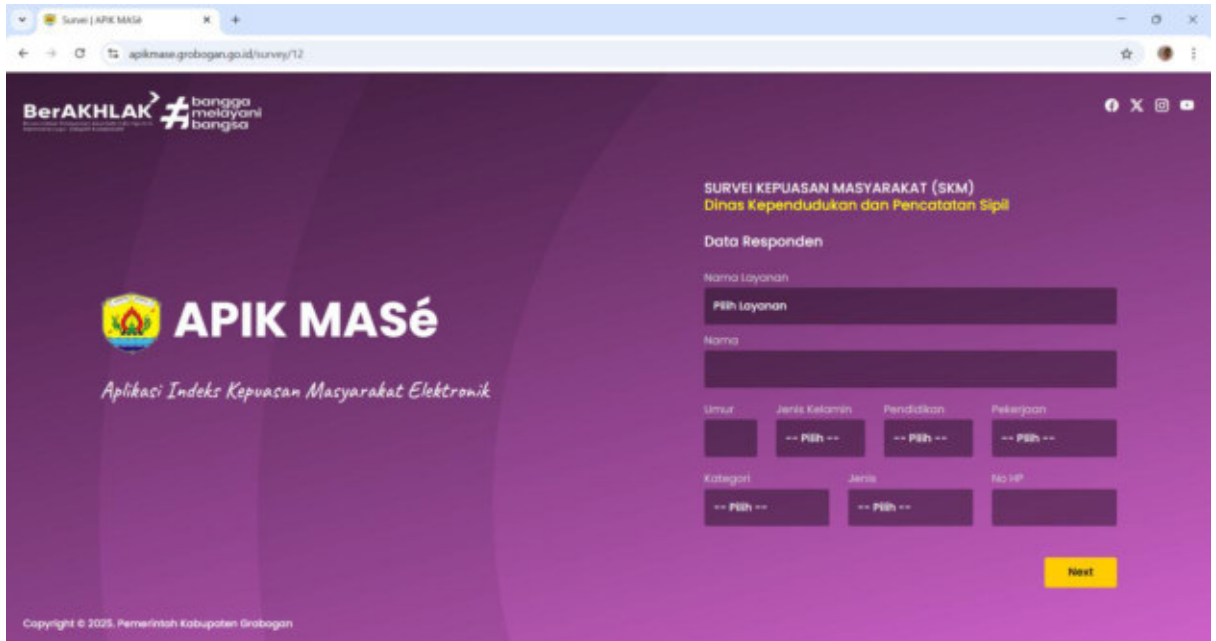 Survei | APIK MASé
apikmase.grobogan.go.id/survey/12
BerAKHLAK
bangga
melayani
bangsa
SURVEI KEPUASAN MASYARAKAT (SKM)
Dinas Kependudukan dan Pencatatan Sipil
Data Responden
Nama Layanan
Pilih Layanan
Nama
Umur Jenis Kelamin Pendidikan Pekerjaan
-- Pilih -- -- Pilih -- -- Pilih --
Kategori Jenis No HP
-- Pilih -- -- Pilih --
Next
APIK MASé
Aplikasi Indeks Kepuasan Masyarakat Elektronik
Copyright © 2025. Pemerintah Kabupaten Grobogan